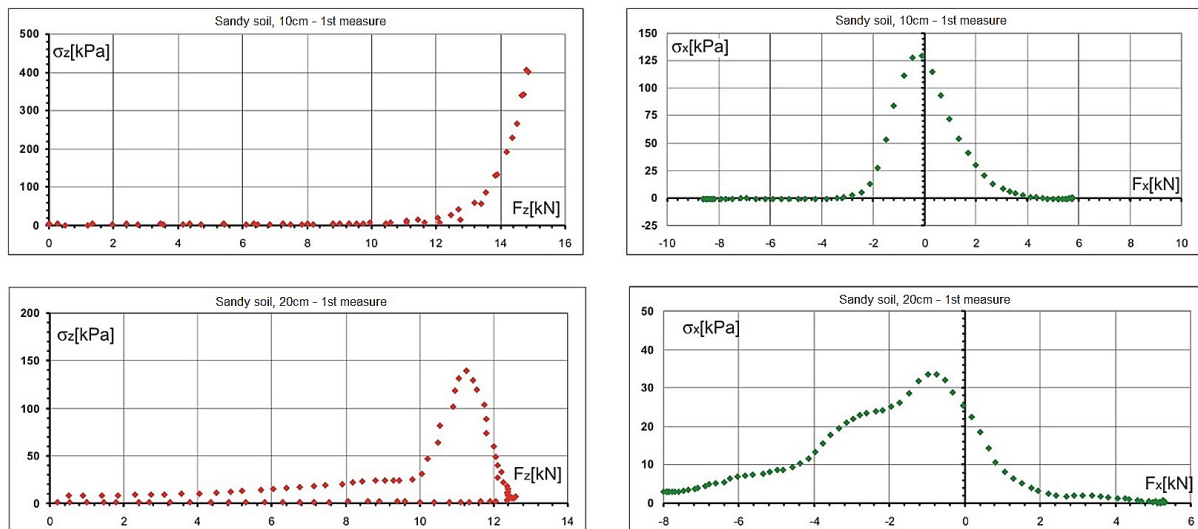 Sandy soil, 10cm - 1st measure
500
400
300
200
100
0
σz[kPa]
Fz[kN]
0 2 4 6 8 10 12 14 16
Sandy soil, 10cm - 1st measure
150
125
100
75
50
25
0
-25
σx[kPa]
Fx[kN]
-10 -8 -6 -4 -2 0 2 4 6 8 10
Sandy soil, 20cm - 1st measure
200
150
100
50
0
σz[kPa]
Fz[kN]
0 2 4 6 8 10 12 14
Sandy soil, 20cm - 1st measure
50
40
30
20
10
0
σx[kPa]
Fx[kN]
-8 -6 -4 -2 0 2 4 6